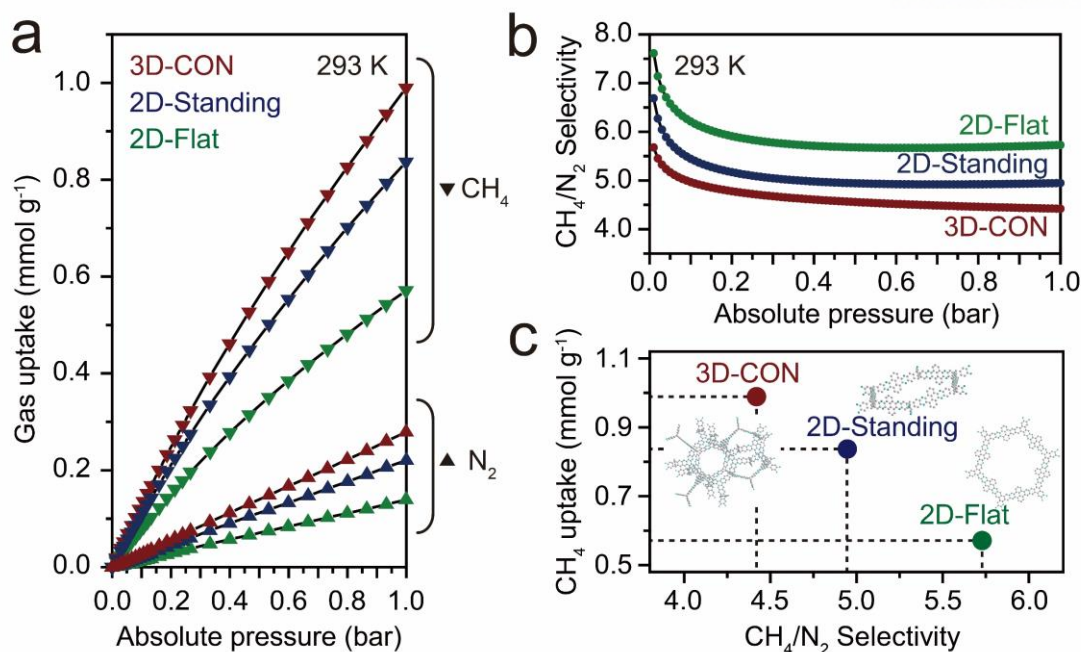 a
3D-CON
293 K
2D-Standing
2D-Flat
CH₄
N₂
Gas uptake (mmol g⁻¹)
1.0
0.8
0.6
0.4
0.2
0.0
0.0 0.2 0.4 0.6 0.8 1.0
Absolute pressure (bar)
b
293 K
2D-Flat
2D-Standing
3D-CON
CH₄/N₂ Selectivity
8.0
7.0
6.0
5.0
4.0
0.0 0.2 0.4 0.6 0.8 1.0
Absolute pressure (bar)
c
3D-CON
2D-Standing
2D-Flat
CH₄ uptake (mmol g⁻¹)
1.1
0.9
0.7
0.5
4.0 4.5 5.0 5.5 6.0
CH₄/N₂ Selectivity